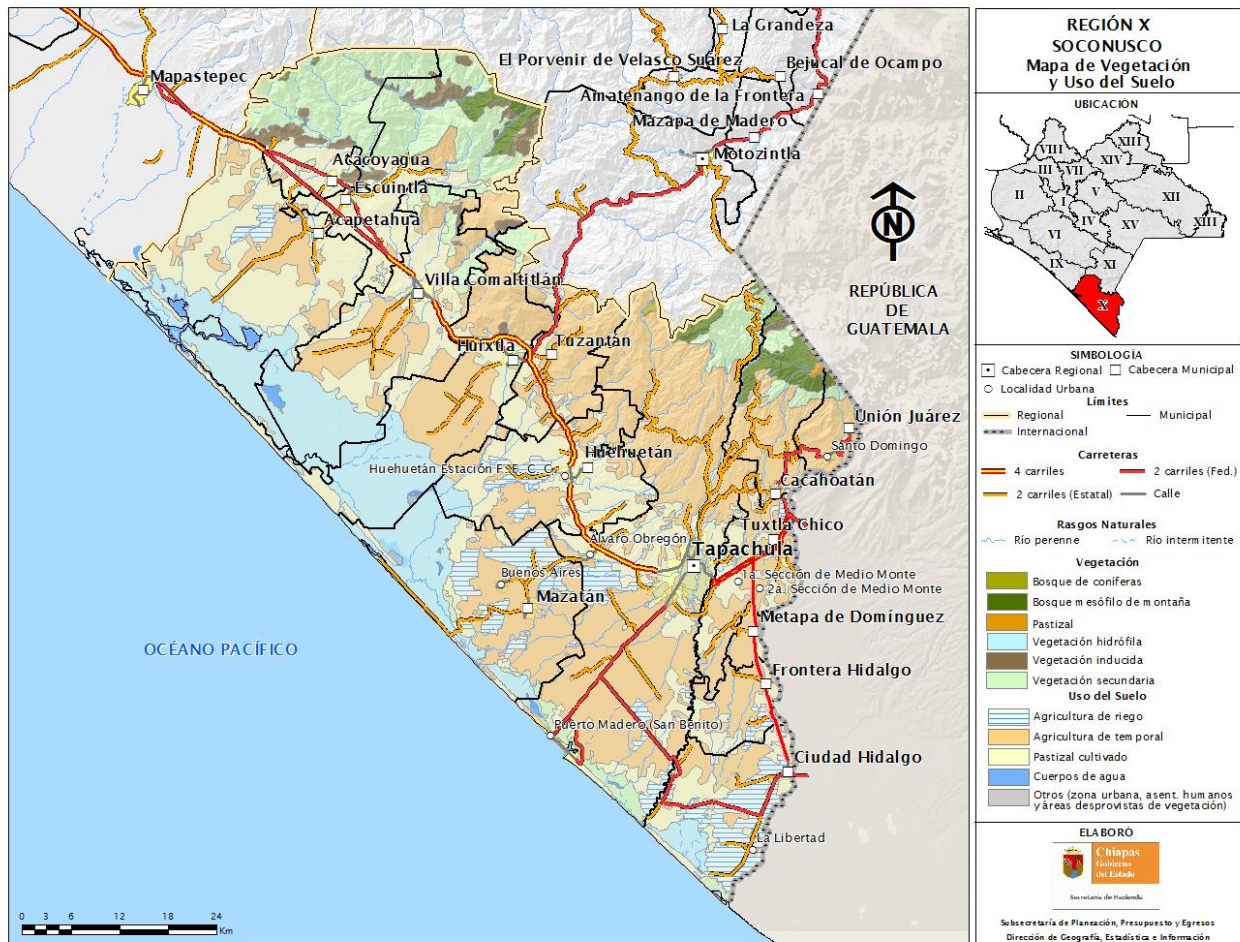 La Grandeza
El Porvenir de Velasco Suárez
Bejucal de Ocampo
Mapastepec
Amatenango de la Frontera
Mazapa de Madero
Motozintla
Acacoyagua
Escuintla
Acapetahua
N
Villa Comaltitlán
REPÚBLICA
DE
GUATEMALA
Huixtla
Tuzantán
Unión Juárez
Santo Domingo
Huehuetán
Huehuetán Estación F. F. C. C.
Cacahoatán
Tuxtla Chico
Álvaro Obregón
Tapachula
Buenos Aires
1a. Sección de Medio Monte
2a. Sección de Medio Monte
Mazatán
Metapa de Domínguez
OCÉANO PACÍFICO
Frontera Hidalgo
Puerto Madero (San Benito)
Ciudad Hidalgo
La Libertad
0 3 6 12 18 24
Km
REGIÓN X
SOCONUSCO
Mapa de Vegetación
y Uso del Suelo
UBICACIÓN
VIII
XIII
XIV
III
VII
II
I
V
XII
IV
XV
XIII
VI
IX
XI
X
SIMBOLOGÍA
Cabecera Regional Cabecera Municipal
Localidad Urbana
Límites
Regional Municipal
Internacional
Carreteras
4 carriles 2 carriles (Fed.)
2 carriles (Estatal) Calle
Rasgos Naturales
Río perenne Río intermitente
Vegetación
Bosque de coníferas
Bosque mesófilo de montaña
Pastizal
Vegetación hidrófila
Vegetación inducida
Vegetación secundaria
Uso del Suelo
Agricultura de riego
Agricultura de temporal
Pastizal cultivado
Cuerpos de agua
Otros (zona urbana, asent. humanos
y áreas desprovistas de vegetación)
ELABORÓ
Chiapas
Gobierno
del Estado
Secretaría de Hacienda
Subsecretaría de Planeación, Presupuesto y Egresos
Dirección de Geografía, Estadística e Información